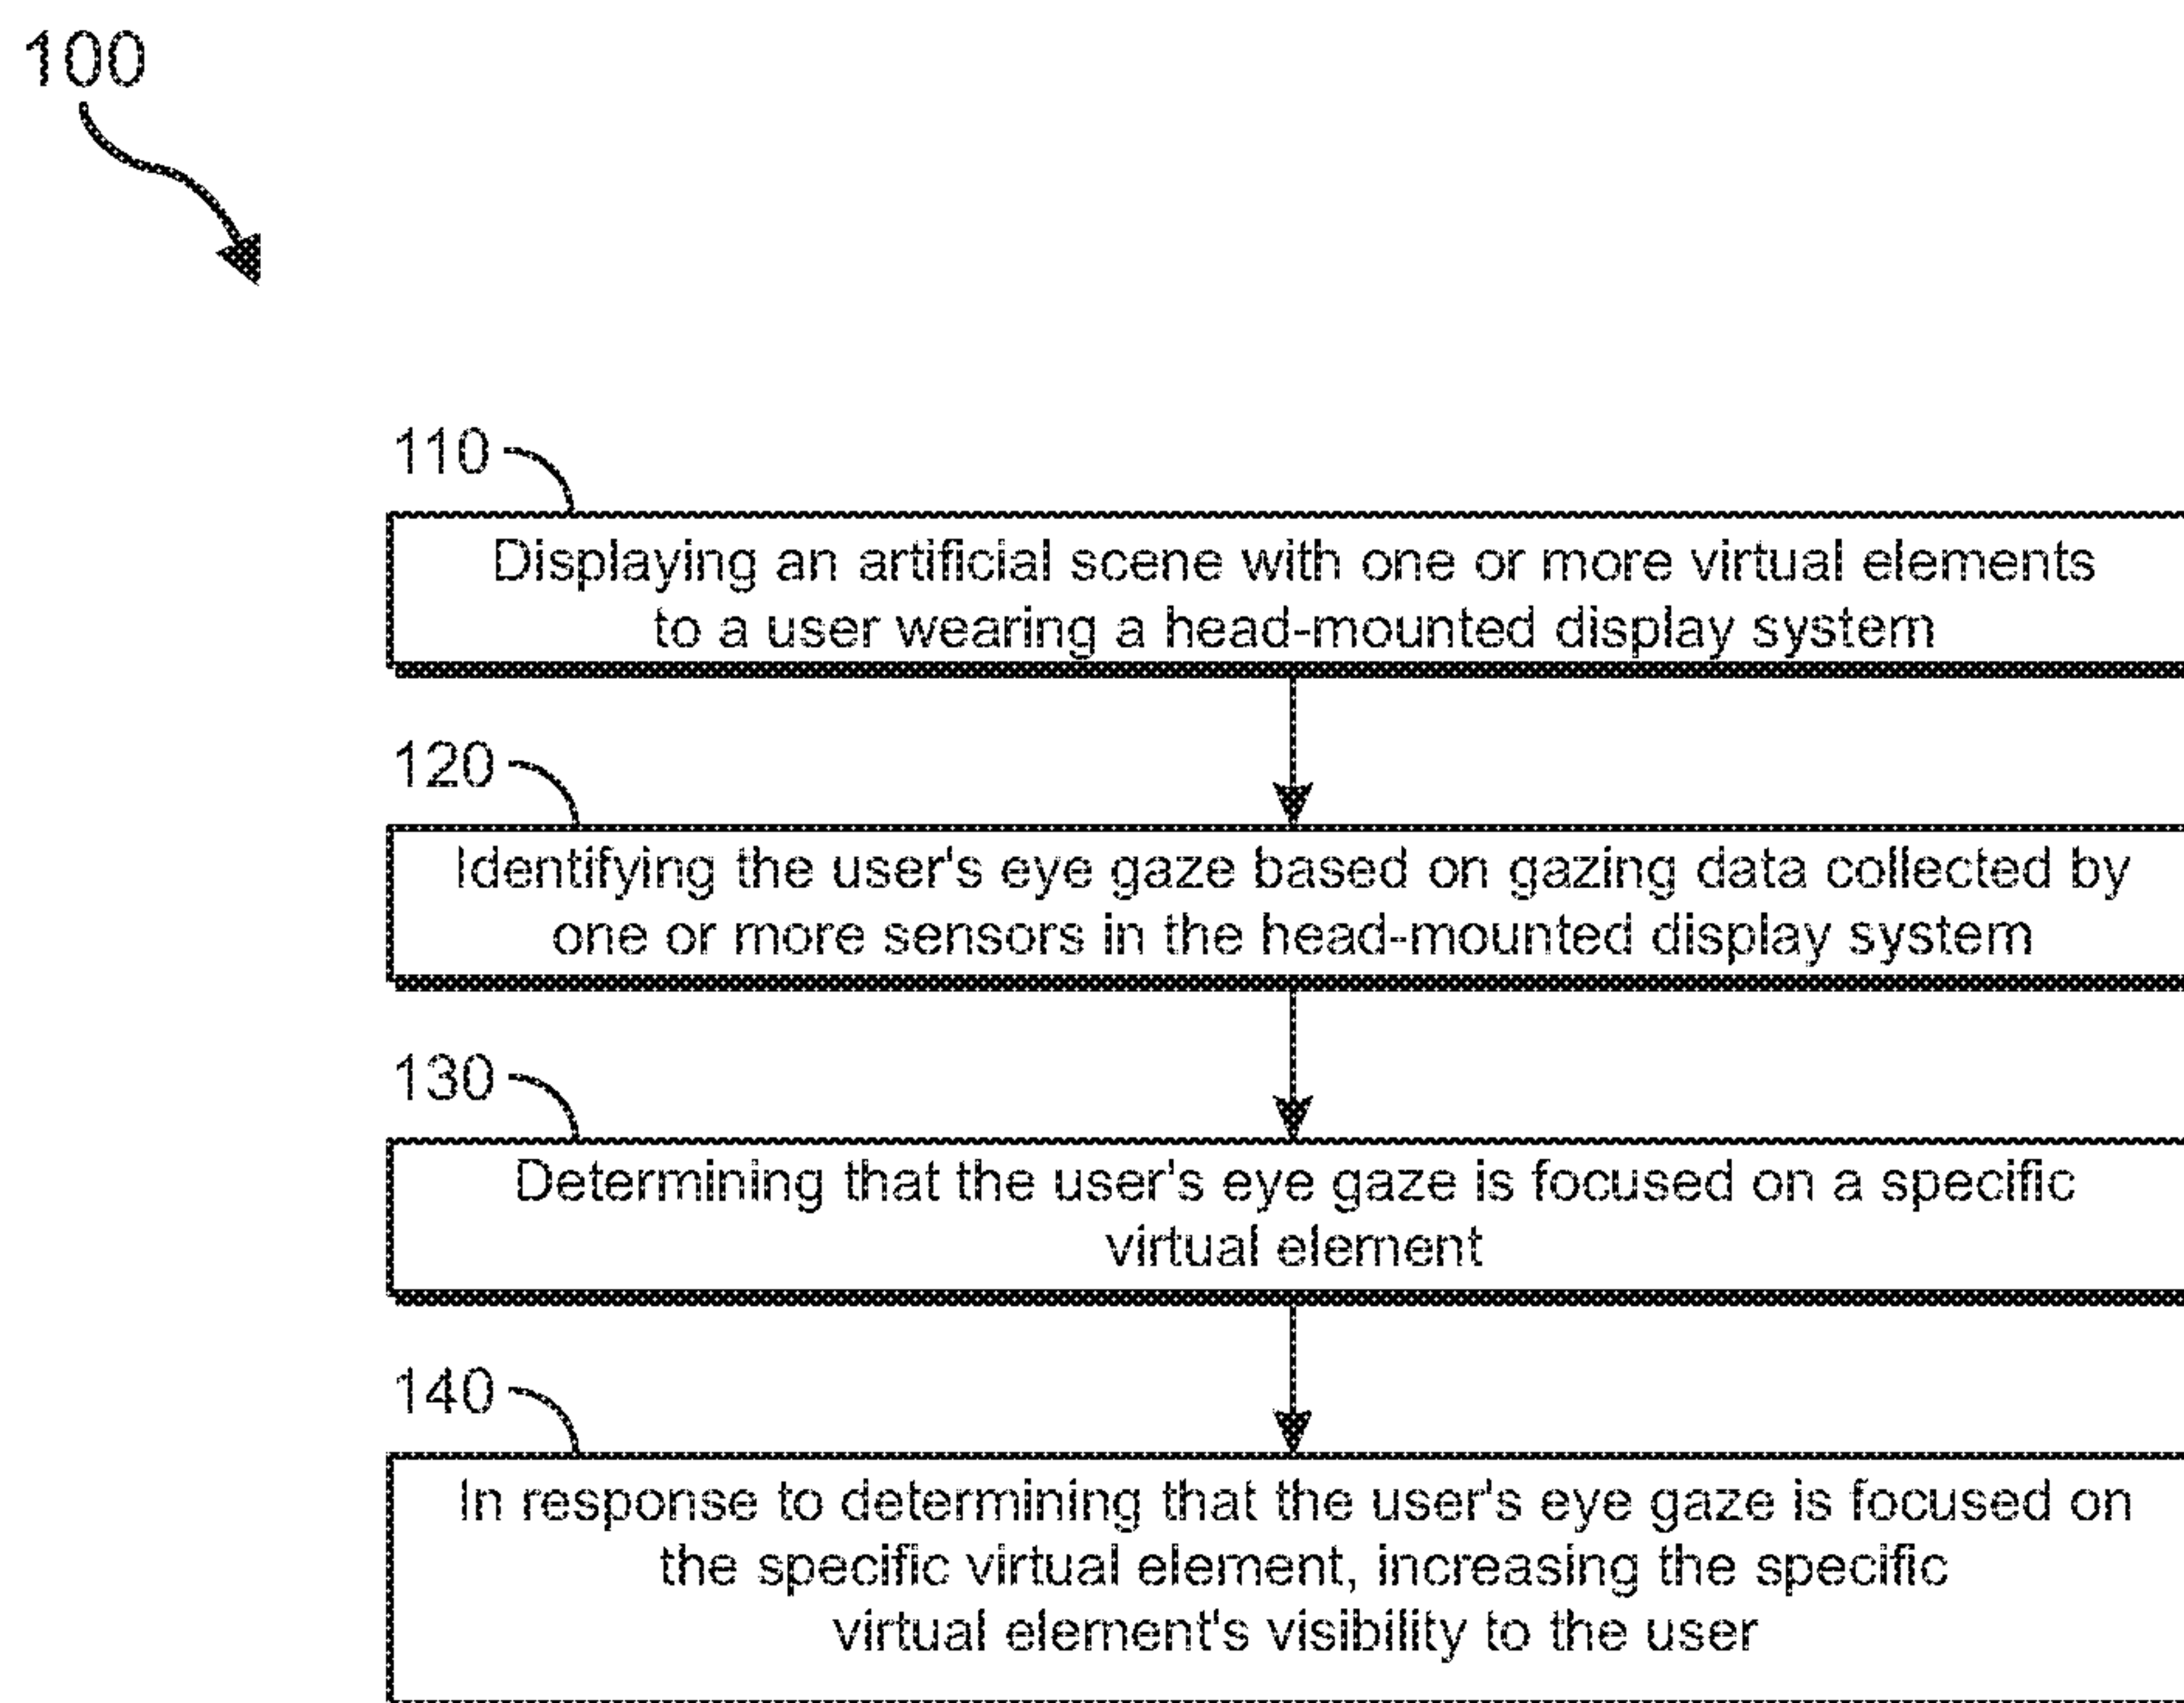 100
110
Displaying an artificial scene with one or more virtual elements
to a user wearing a head-mounted display system
120
Identifying the user's eye gaze based on gazing data collected by
one or more sensors in the head-mounted display system
130
Determining that the user's eye gaze is focused on a specific
virtual element
140
In response to determining that the user's eye gaze is focused on
the specific virtual element, increasing the specific
virtual element's visibility to the user